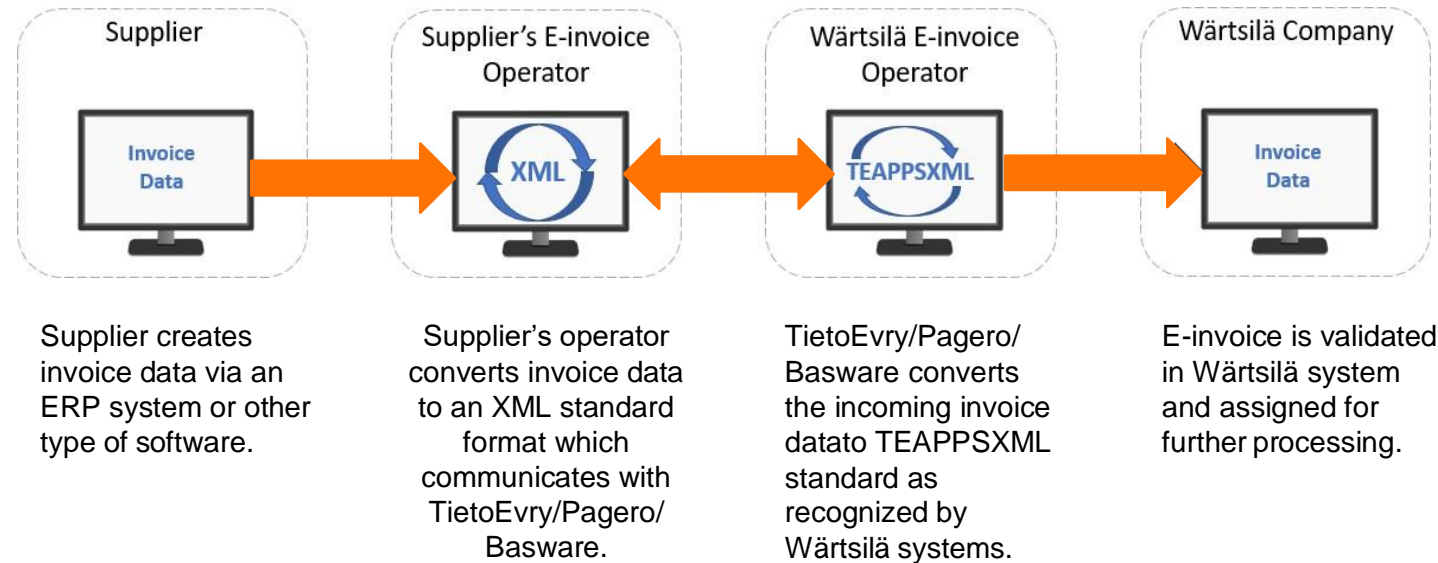 Supplier
Invoice
Data
Supplier’s E-invoice
Operator
XML
Wärtsilä E-invoice
Operator
TEAPPSXML
Wärtsilä Company
Invoice
Data
Supplier creates
invoice data via an
ERP system or other
type of software.
Supplier’s operator
converts invoice data
to an XML standard
format which
communicates with
TietoEvry/Pagero/
Basware.
TietoEvry/Pagero/
Basware converts
the incoming invoice
datato TEAPPSXML
standard as
recognized by
Wärtsilä systems.
E-invoice is validated
in Wärtsilä system
and assigned for
further processing.